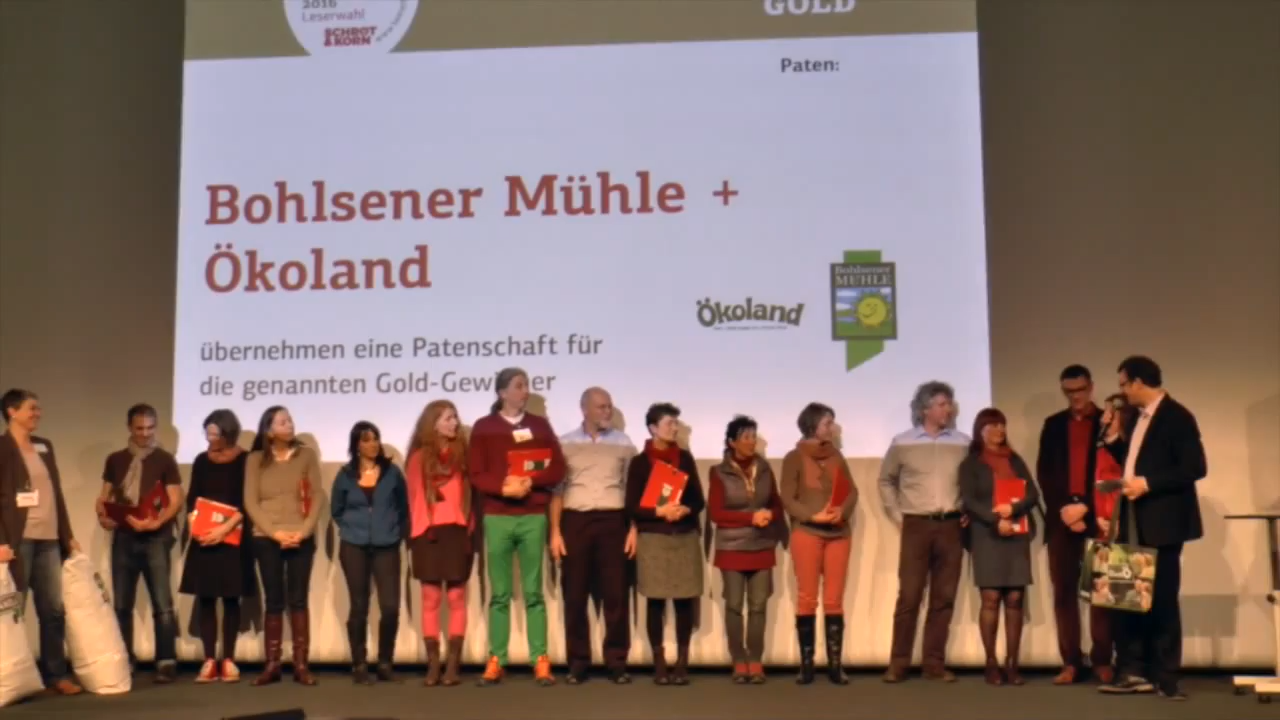 2016
Leserwahl
SCHROT
&KORN
GOLD
Paten:
Bohlsener Mühle +
Ökoland
Ökoland
Bohlsener
MÜHLE
übernehmen eine Patenschaft für
die genannten Gold-Gewinner